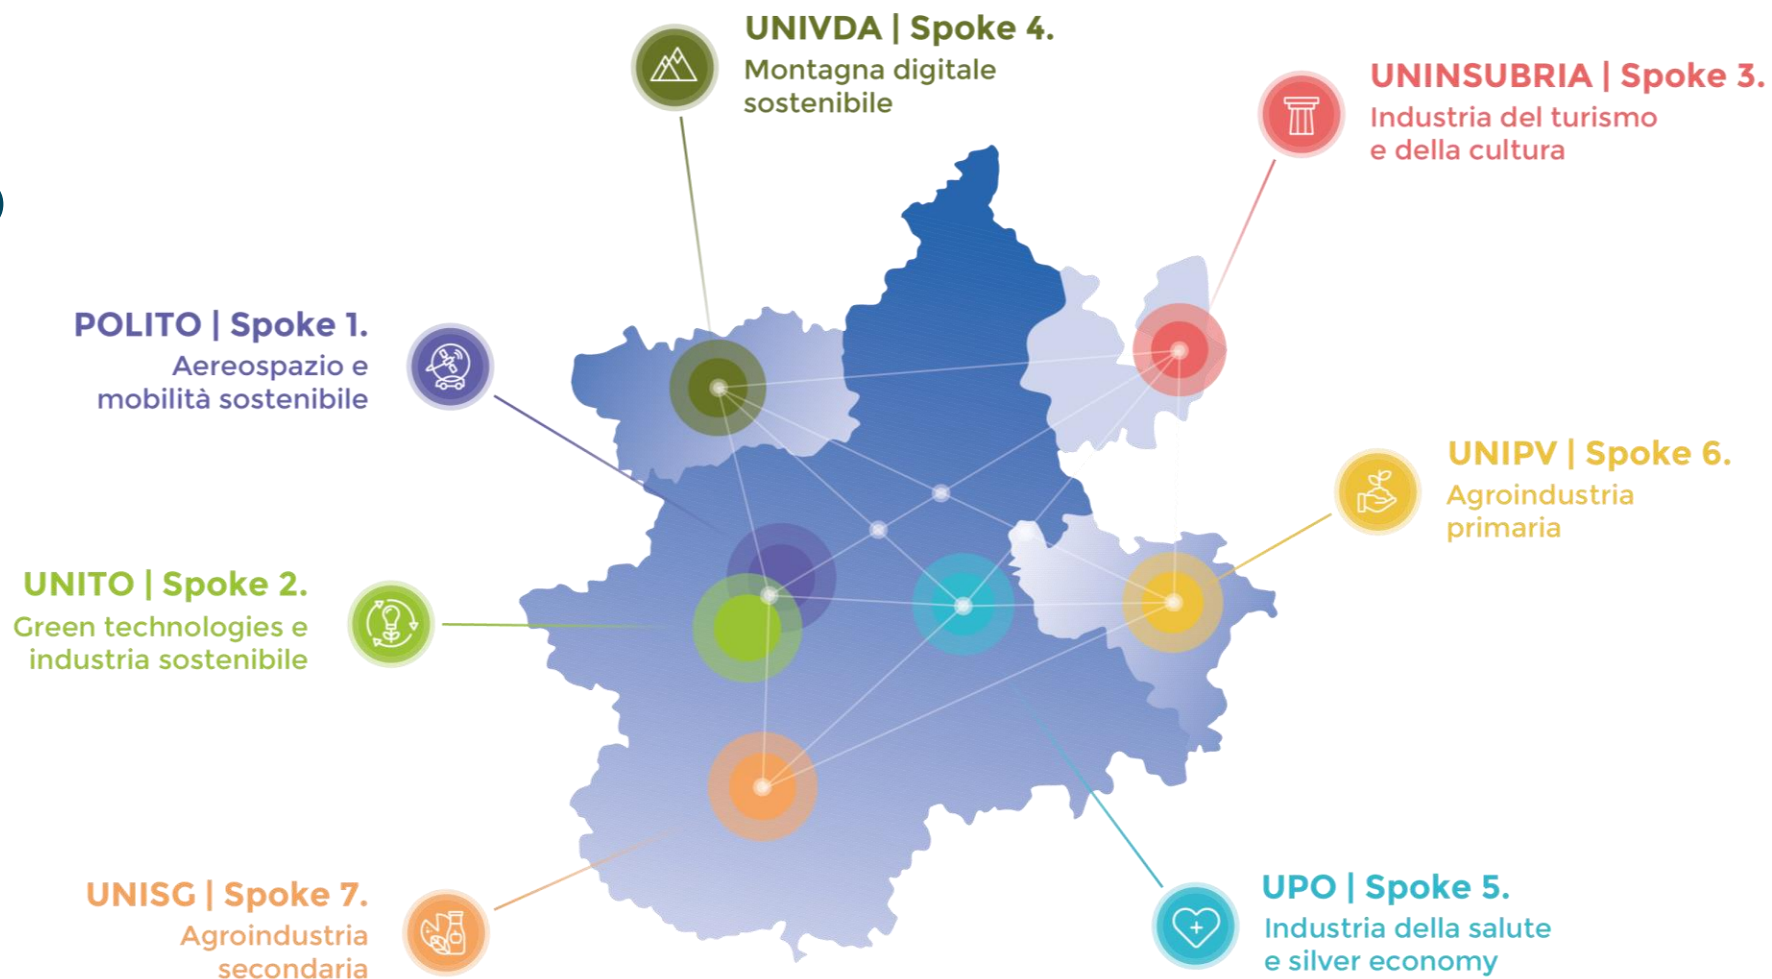 UNIVDA | Spoke 4.
Montagna digitale
sostenibile
UNINSUBRIA | Spoke 3.
Industria del turismo
e della cultura
POLITO | Spoke 1.
Aereospazio e
mobilità sostenibile
UNIPV | Spoke 6.
Agroindustria
primaria
UNITO | Spoke 2.
Green technologies e
industria sostenibile
UNISG | Spoke 7.
Agroindustria
secondaria
UPO | Spoke 5.
Industria della salute
e silver economy